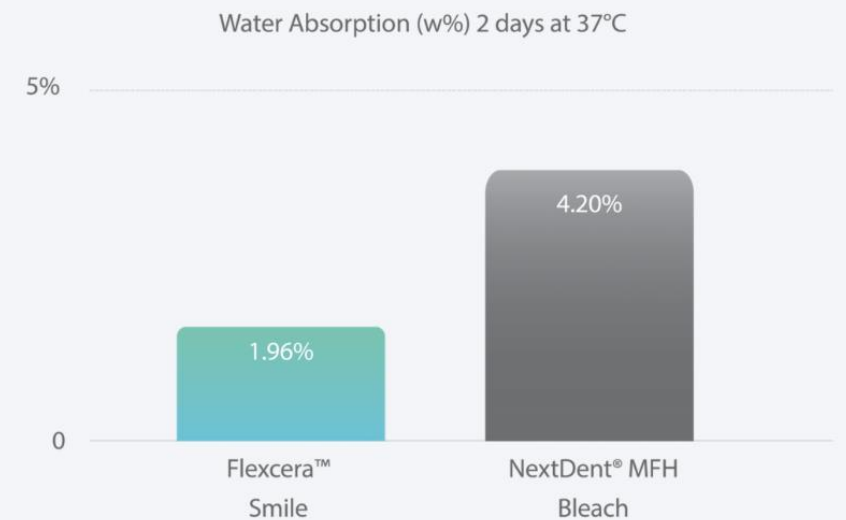 Water Absorption (w%) 2 days at 37°C
5%
4.20%
1.96%
0
Flexcera™ Smile
NextDent® MFH Bleach